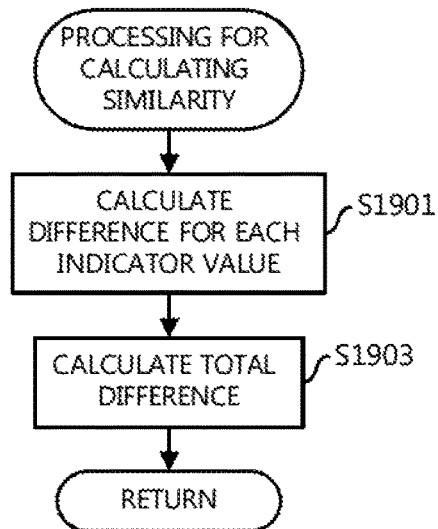 PROCESSING FOR
CALCULATING
SIMILARITY
CALCULATE
DIFFERENCE FOR EACH
INDICATOR VALUE
S1901
CALCULATE TOTAL
DIFFERENCE
S1903
RETURN